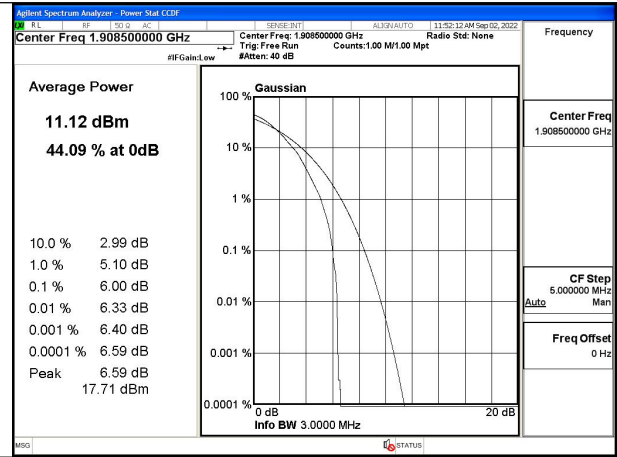 Agilent Spectrum Analyzer - Power Stat CCDF
RL RF 50 Ω AC SENSE:INT ALIGN AUTO 11:52:12 AM Sep 02, 2022
Center Freq 1.908500000 GHz
Center Freq: 1.908500000 GHz Radio Std: None
Trig: Free Run Counts:1.00 M/1.00 Mpt
#IFGain:Low #Atten: 40 dB
Frequency
Average Power
11.12 dBm
44.09 % at 0dB
10.0 % 2.99 dB
1.0 % 5.10 dB
0.1 % 6.00 dB
0.01 % 6.33 dB
0.001 % 6.40 dB
0.0001 % 6.59 dB
Peak 6.59 dB
17.71 dBm
Gaussian
100 %
10 %
1 %
0.1 %
0.01 %
0.001 %
0.0001 %
0 dB 20 dB
Info BW 3.0000 MHz
Center Freq
1.908500000 GHz
CF Step
5.000000 MHz
Auto Man
Freq Offset
0 Hz
MSG STATUS